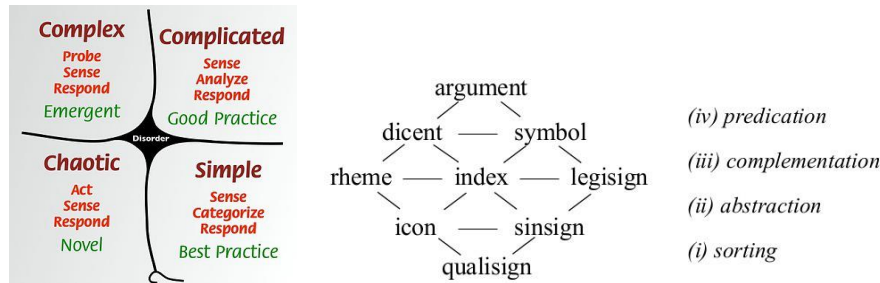 Complex
Probe
Sense
Respond
Emergent
Complicated
Sense
Analyze
Respond
Good Practice
Disorder
Chaotic
Act
Sense
Respond
Novel
Simple
Sense
Categorize
Respond
Best Practice
argument
dicent symbol
rheme index legisign
icon sinsign
qualisign
(iv) predication
(iii) complementation
(ii) abstraction
(i) sorting